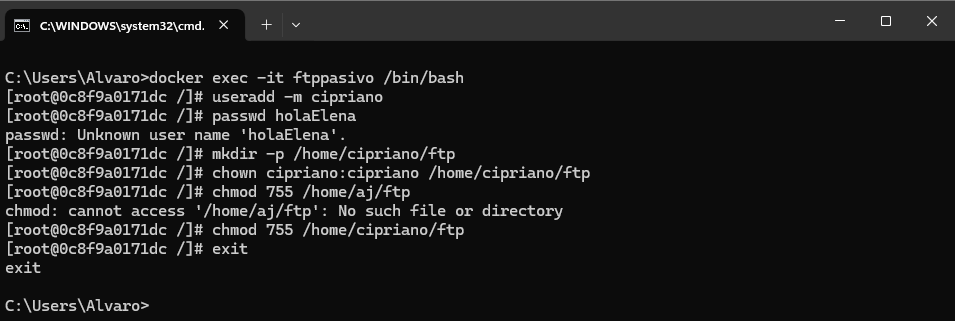 C:\WINDOWS\system32\cmd.
C:\Users\Alvaro>docker exec -it ftppasivo /bin/bash
[root@0c8f9a0171dc /]# useradd -m cipriano
[root@0c8f9a0171dc /]# passwd holaElena
passwd: Unknown user name 'holaElena'.
[root@0c8f9a0171dc /]# mkdir -p /home/cipriano/ftp
[root@0c8f9a0171dc /]# chown cipriano:cipriano /home/cipriano/ftp
[root@0c8f9a0171dc /]# chmod 755 /home/aj/ftp
chmod: cannot access '/home/aj/ftp': No such file or directory
[root@0c8f9a0171dc /]# chmod 755 /home/cipriano/ftp
[root@0c8f9a0171dc /]# exit
exit
C:\Users\Alvaro>